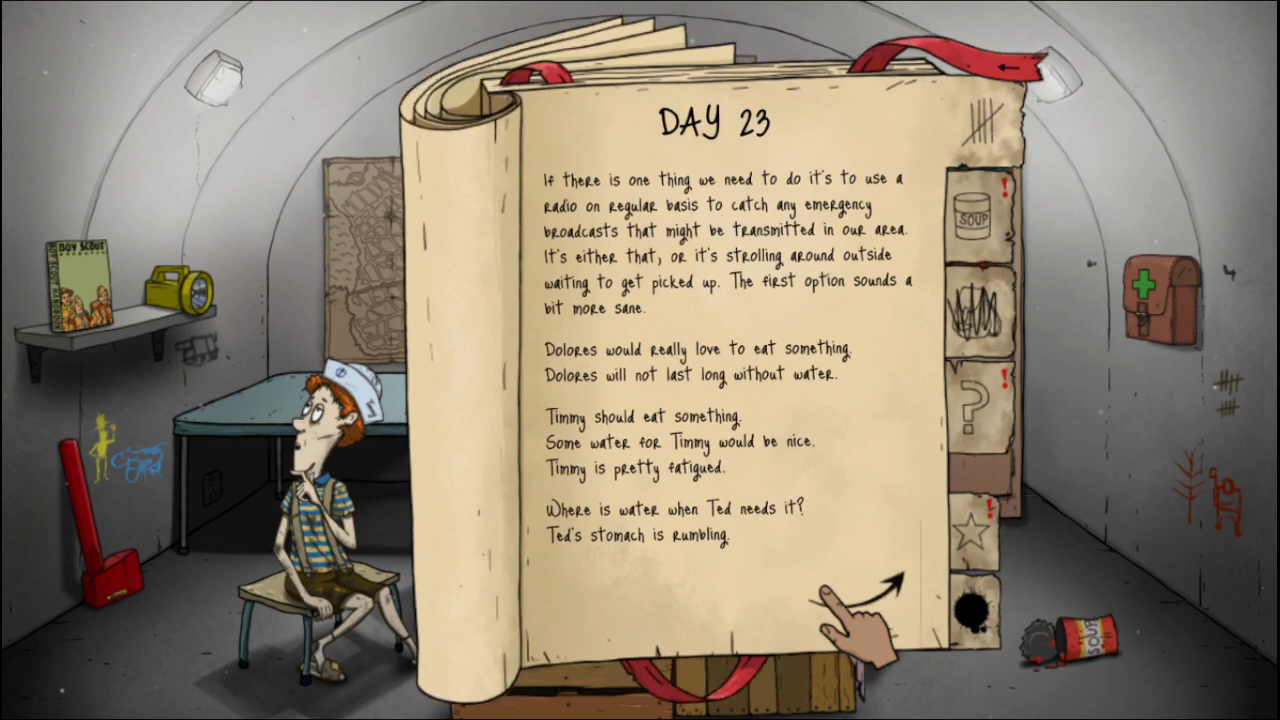 DAY 23
If there is one thing we need to do it's to use a
radio on regular basis to catch any emergency
broadcasts that might be transmitted in our area.
It's either that, or it's strolling around outside
waiting to get picked up. The first option sounds a
bit more sane.
Dolores would really love to eat something.
Dolores will not last long without water.
Timmy should eat something.
Some water for Timmy would be nice.
Timmy is pretty fatigued.
Where is water when Ted needs it?
Ted's stomach is rumbling.
!
SOUP
?
!
!
BOY SCOUT
BOY SCOUT HANDBOOK
SOUP